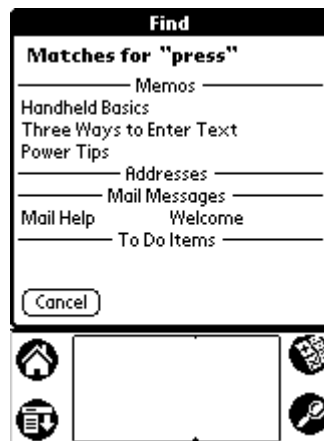 Find
Matches for "press"
Memos
Handheld Basics
Three Ways to Enter Text
Power Tips
Addresses
Mail Messages
Mail Help Welcome
To Do Items
Cancel